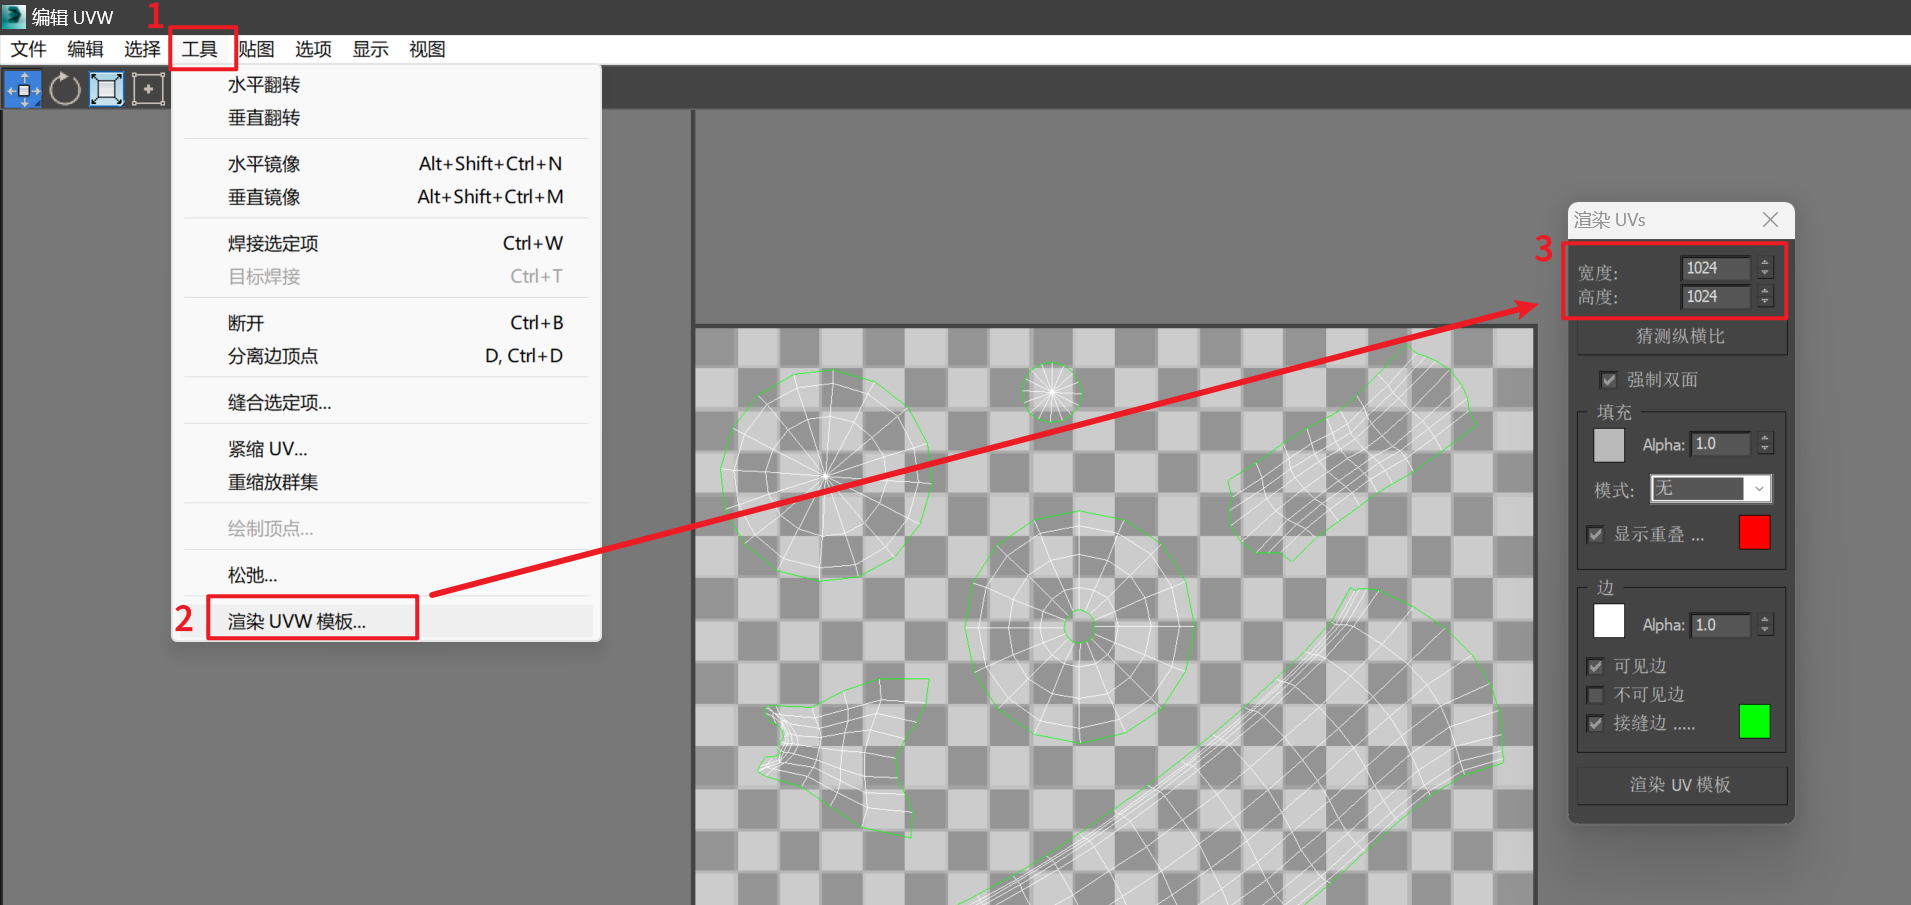 编辑 UVW
1
文件 编辑 选择 工具 贴图 选项 显示 视图
水平翻转
垂直翻转
水平镜像 Alt+Shift+Ctrl+N
垂直镜像 Alt+Shift+Ctrl+M
焊接选定项 Ctrl+W
目标焊接 Ctrl+T
断开 Ctrl+B
分离边顶点 D, Ctrl+D
缝合选定项...
紧缩 UV...
重缩放群集
绘制顶点...
松弛...
2
渲染 UVW 模板...
渲染 UVs
3
宽度: 1024
高度: 1024
猜测纵横比
强制双面
填充
Alpha: 1.0
模式: 无
显示重叠 ...
边
Alpha: 1.0
可见边
不可见边
接缝边 .....
渲染 UV 模板